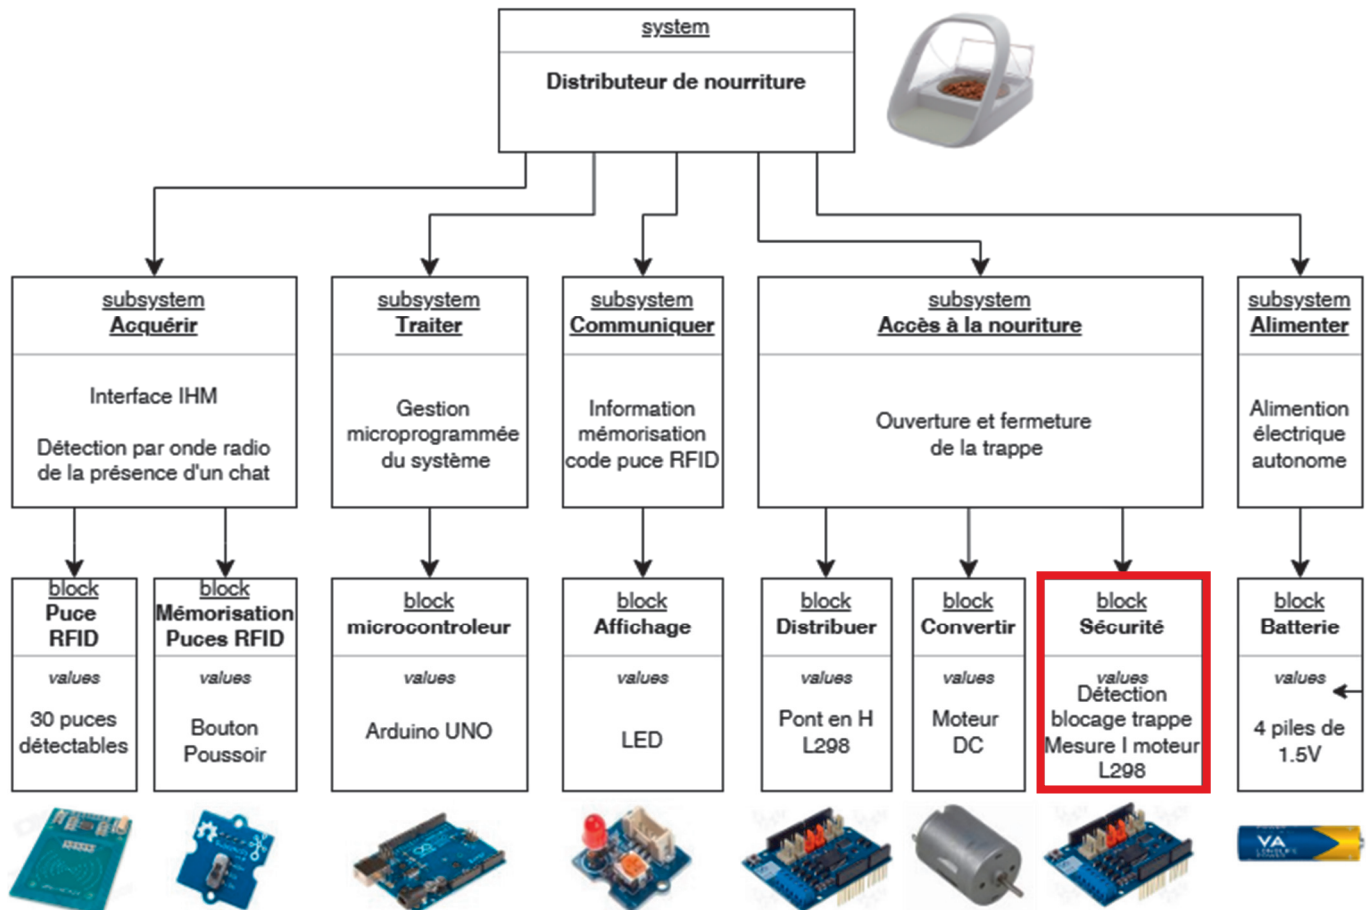 system
Distributeur de nourriture
subsystem
Acquérir
Interface IHM
Détection par onde radio
de la présence d'un chat
subsystem
Traiter
Gestion
microprogrammée
du système
subsystem
Communiquer
Information
mémorisation
code puce RFID
subsystem
Accès à la nouriture
Ouverture et fermeture
de la trappe
subsystem
Alimenter
Alimention
électrique
autonome
block
Puce
RFID
values
30 puces
détectables
block
Mémorisation
Puces RFID
values
Bouton
Poussoir
block
microcontroleur
values
Arduino UNO
block
Affichage
values
LED
block
Distribuer
values
Pont en H
L298
block
Convertir
values
Moteur
DC
block
Sécurité
values
Détection
blocage trappe
Mesure I moteur
L298
block
Batterie
values
4 piles de
1.5V
VA